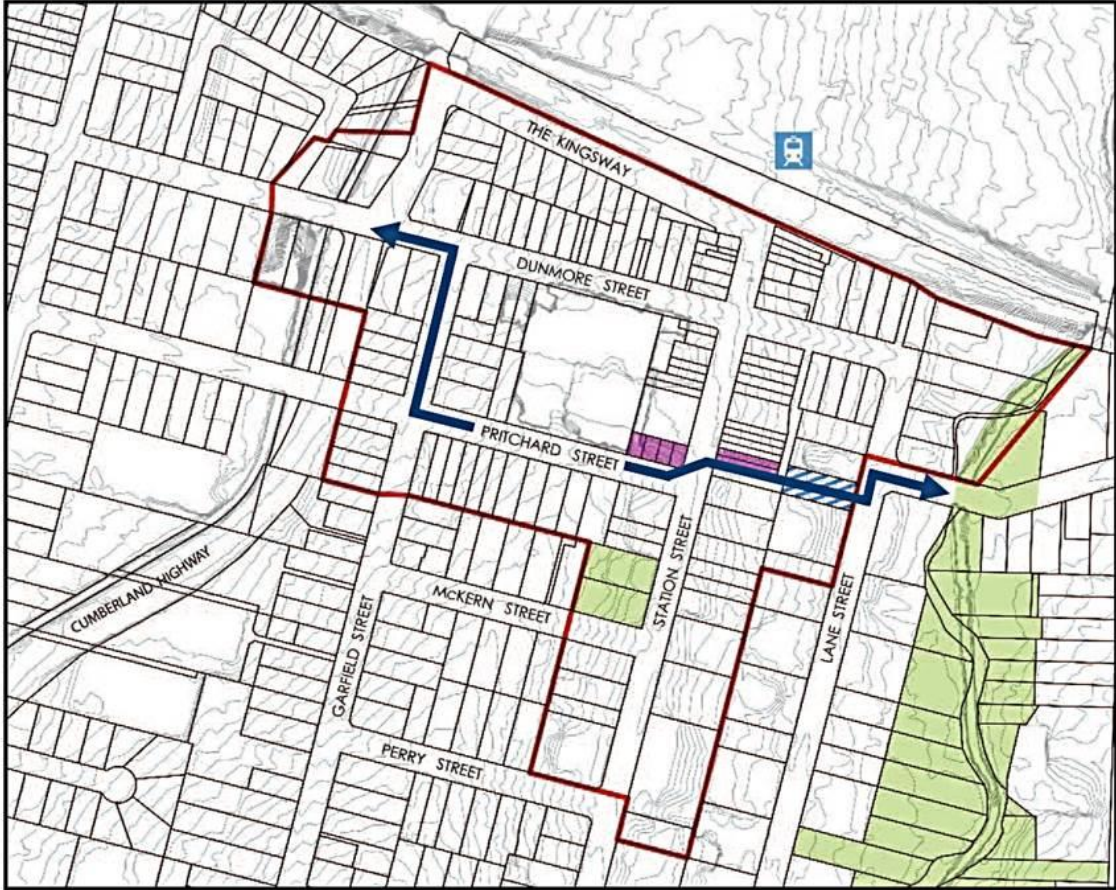 THE KINGSWAY
DUNMORE STREET
PRITCHARD STREET
STATION STREET
McKERN STREET
CUMBERLAND HIGHWAY
GARFIELD STREET
LANE STREET
PERRY STREET